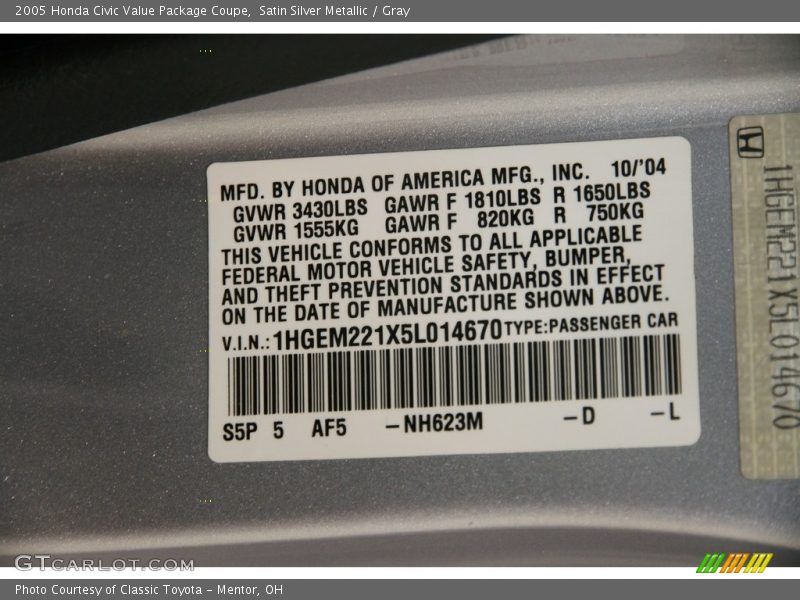 2005 Honda Civic Value Package Coupe, Satin Silver Metallic / Gray
MFD. BY HONDA OF AMERICA MFG., INC. 10/'04
GVWR 3430LBS GAWR F 1810LBS R 1650LBS
GVWR 1555KG GAWR F 820KG R 750KG
THIS VEHICLE CONFORMS TO ALL APPLICABLE
FEDERAL MOTOR VEHICLE SAFETY, BUMPER,
AND THEFT PREVENTION STANDARDS IN EFFECT
ON THE DATE OF MANUFACTURE SHOWN ABOVE.
V.I.N.: 1HGEM221X5L014670 TYPE: PASSENGER CAR
S5P 5 AF5 –NH623M –D –L
1HGEM221X5L014670
GTCARLOT.COM
Photo Courtesy of Classic Toyota – Mentor, OH